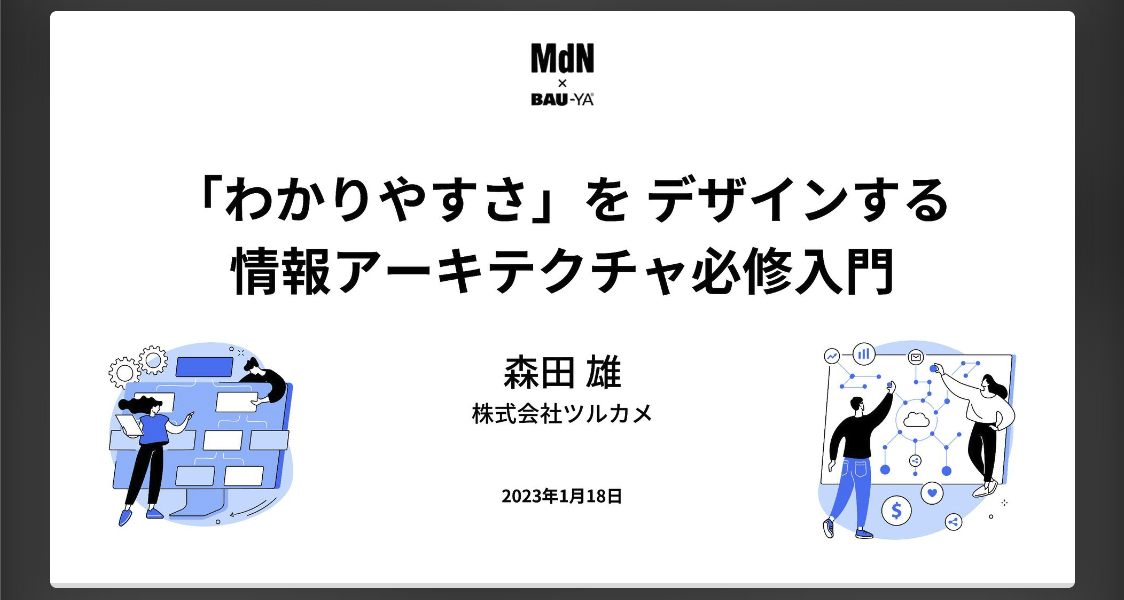 MdN
×
BAU-YA
「わかりやすさ」を デザインする
情報アーキテクチャ必修入門
森田 雄
株式会社ツルカメ
2023年1月18日
$